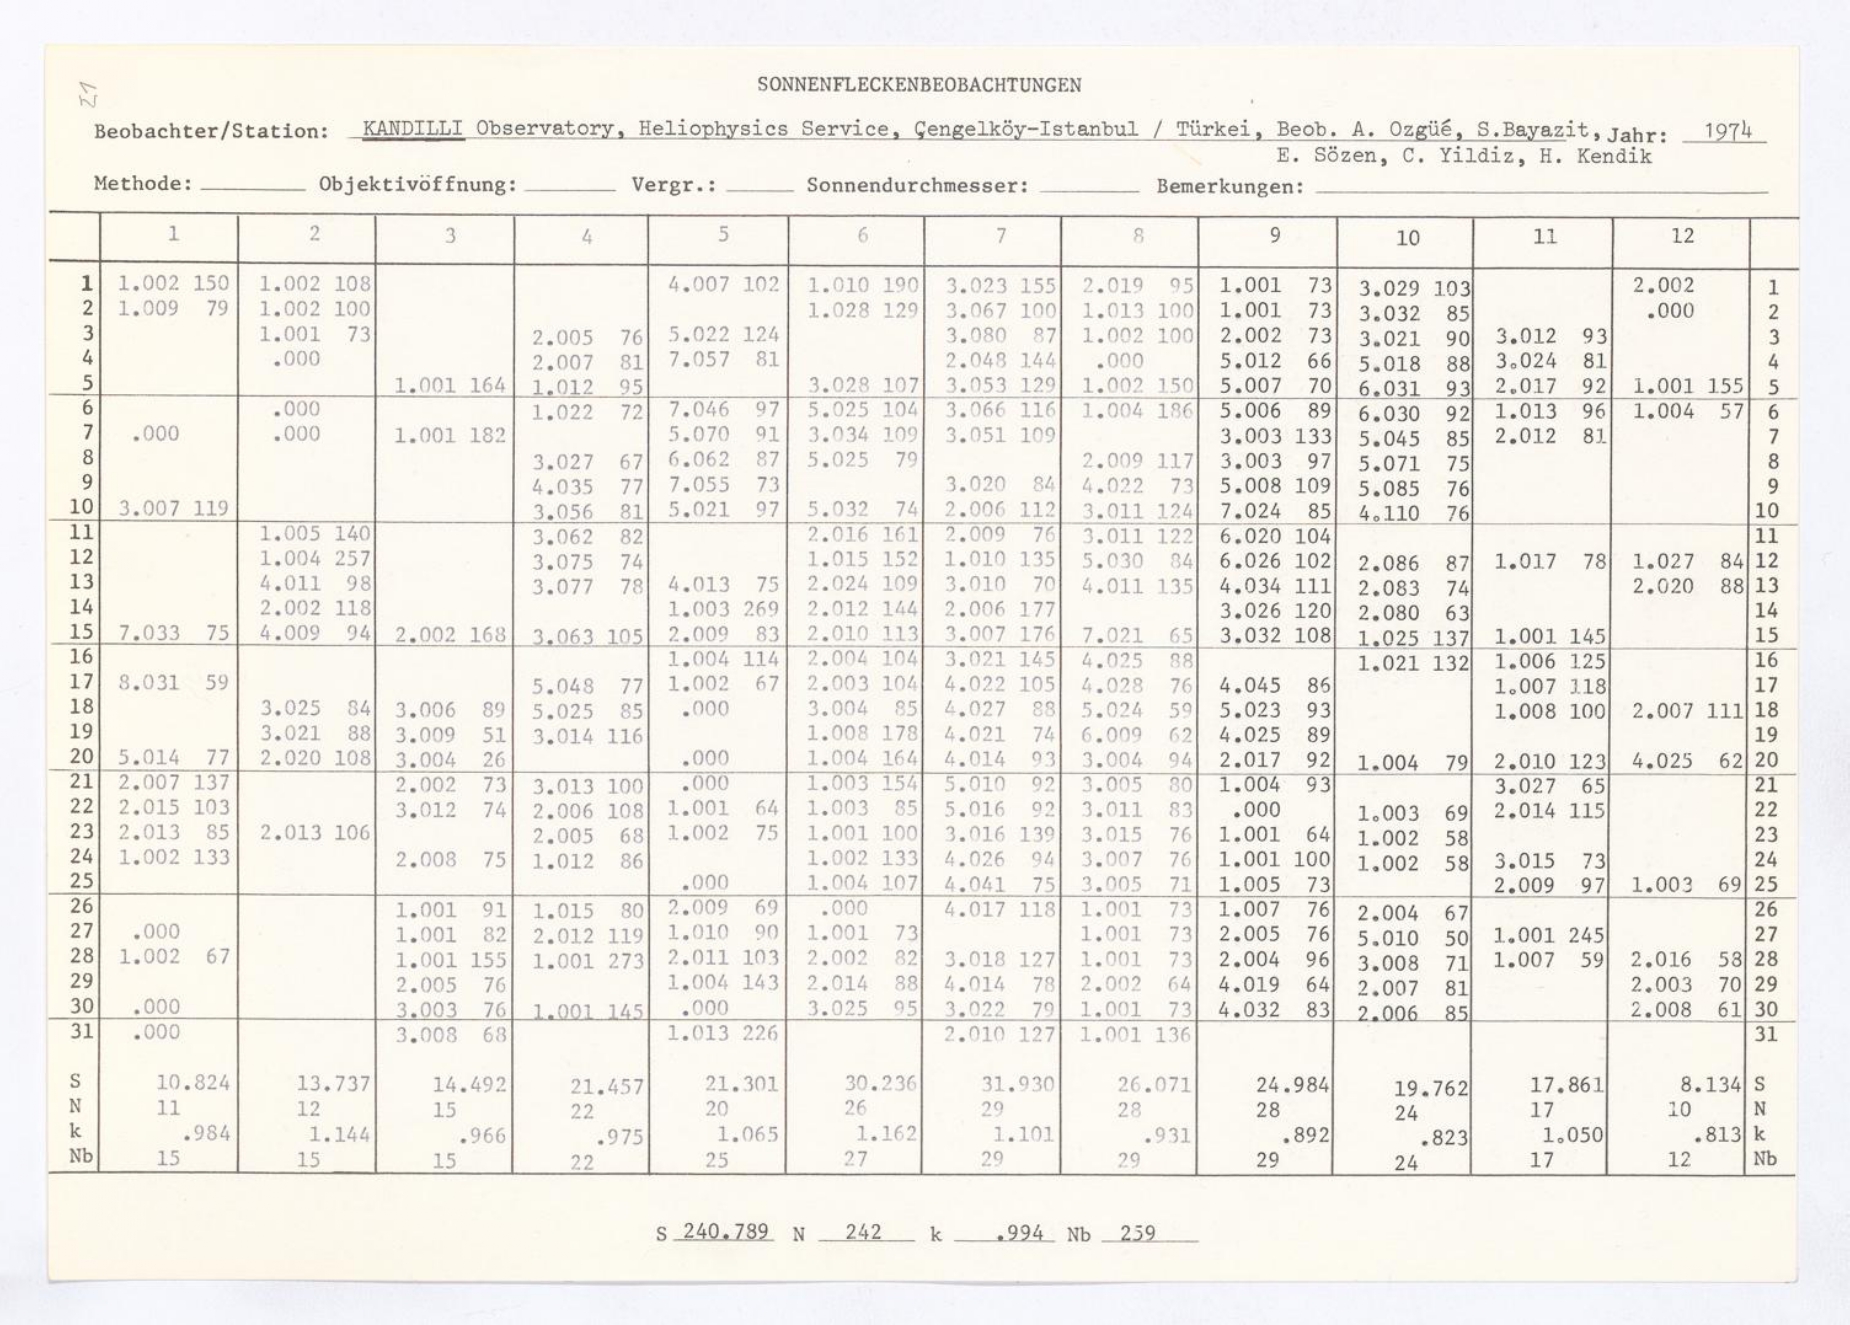 21
SONNENFLECKENBEOBACHTUNGEN
Beobachter/Station: KANDILLI Observatory, Heliophysics Service, Çengelköy-Istanbul / Türkei, Beob. A. Ozgüé, S.Bayazit, Jahr: 1974
E. Sözen, C. Yildiz, H. Kendik
Methode: Objektivöffnung: Vergr.: Sonnendurchmesser: Bemerkungen:
1 2 3 4 5 6 7 8 9 10 11 12
1 1.002 150 1.002 108 4.007 102 1.010 190 3.023 155 2.019 95 1.001 73 3.029 103 2.002 1
2 1.009 79 1.002 100 1.028 129 3.067 100 1.013 100 1.001 73 3.032 85 .000 2
3 1.001 73 2.005 76 5.022 124 3.080 87 1.002 100 2.002 73 3.021 90 3.012 93 3
4 .000 2.007 81 7.057 81 2.048 144 .000 5.012 66 5.018 88 3.024 81 4
5 1.001 164 1.012 95 3.028 107 3.053 129 1.002 150 5.007 70 6.031 93 2.017 92 1.001 155 5
6 .000 1.022 72 7.046 97 5.025 104 3.066 116 1.004 186 5.006 89 6.030 92 1.013 96 1.004 57 6
7 .000 .000 1.001 182 5.070 91 3.034 109 3.051 109 3.003 133 5.045 85 2.012 81 7
8 3.027 67 6.062 87 5.025 79 2.009 117 3.003 97 5.071 75 8
9 4.035 77 7.055 73 3.020 84 4.022 73 5.008 109 5.085 76 9
10 3.007 119 3.056 81 5.021 97 5.032 74 2.006 112 3.011 124 7.024 85 4.110 76 10
11 1.005 140 3.062 82 2.016 161 2.009 76 3.011 122 6.020 104 11
12 1.004 257 3.075 74 1.015 152 1.010 135 5.030 84 6.026 102 2.086 87 1.017 78 1.027 84 12
13 4.011 98 3.077 78 4.013 75 2.024 109 3.010 70 4.011 135 4.034 111 2.083 74 2.020 88 13
14 2.002 118 1.003 269 2.012 144 2.006 177 3.026 120 2.080 63 14
15 7.033 75 4.009 94 2.002 168 3.063 105 2.009 83 2.010 113 3.007 176 7.021 65 3.032 108 1.025 137 1.001 145 15
16 1.004 114 2.004 104 3.021 145 4.025 88 1.021 132 1.006 125 16
17 8.031 59 5.048 77 1.002 67 2.003 104 4.022 105 4.028 76 4.045 86 1.007 118 17
18 3.025 84 3.006 89 5.025 85 .000 3.004 85 4.027 88 5.024 59 5.023 93 1.008 100 2.007 111 18
19 3.021 88 3.009 51 3.014 116 1.008 178 4.021 74 6.009 62 4.025 89 19
20 5.014 77 2.020 108 3.004 26 .000 1.004 164 4.014 93 3.004 94 2.017 92 1.004 79 2.010 123 4.025 62 20
21 2.007 137 2.002 73 3.013 100 .000 1.003 154 5.010 92 3.005 80 1.004 93 3.027 65 21
22 2.015 103 3.012 74 2.006 108 1.001 64 1.003 85 5.016 92 3.011 83 .000 1.003 69 2.014 115 22
23 2.013 85 2.013 106 2.005 68 1.002 75 1.001 100 3.016 139 3.015 76 1.001 64 1.002 58 23
24 1.002 133 2.008 75 1.012 86 1.002 133 4.026 94 3.007 76 1.001 100 1.002 58 3.015 73 24
25 .000 1.004 107 4.041 75 3.005 71 1.005 73 2.009 97 1.003 69 25
26 1.001 91 1.015 80 2.009 69 .000 4.017 118 1.001 73 1.007 76 2.004 67 26
27 .000 1.001 82 2.012 119 1.010 90 1.001 73 1.001 73 2.005 76 5.010 50 1.001 245 27
28 1.002 67 1.001 155 1.001 273 2.011 103 2.002 82 3.018 127 1.001 73 2.004 96 3.008 71 1.007 59 2.016 58 28
29 2.005 76 1.004 143 2.014 88 4.014 78 2.002 64 4.019 64 2.007 81 2.003 70 29
30 .000 3.003 76 1.001 145 .000 3.025 95 3.022 79 1.001 73 4.032 83 2.006 85 2.008 61 30
31 .000 3.008 68 1.013 226 2.010 127 1.001 136 31
S 10.824 13.737 14.492 21.457 21.301 30.236 31.930 26.071 24.984 19.762 17.861 8.134 S
N 11 12 15 22 20 26 29 28 28 24 17 10 N
k .984 1.144 .966 .975 1.065 1.162 1.101 .931 .892 .823 1.050 .813 k
Nb 15 15 15 22 25 27 29 29 29 24 17 12 Nb
S 240.789 N 242 k .994 Nb 259